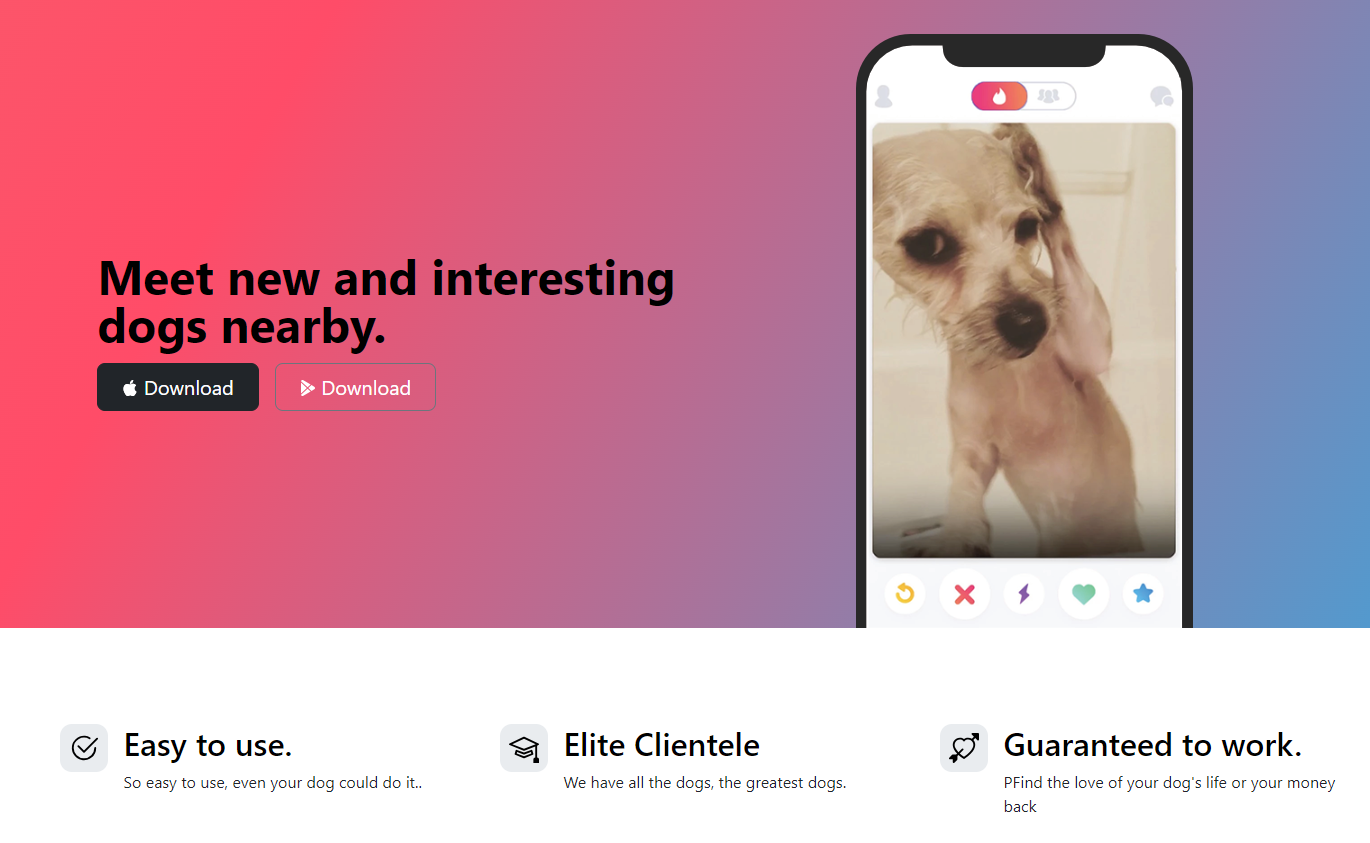 Meet new and interesting
dogs nearby.
Download
Download
Easy to use.
So easy to use, even your dog could do it..
Elite Clientele
We have all the dogs, the greatest dogs.
Guaranteed to work.
PFind the love of your dog's life or your money
back